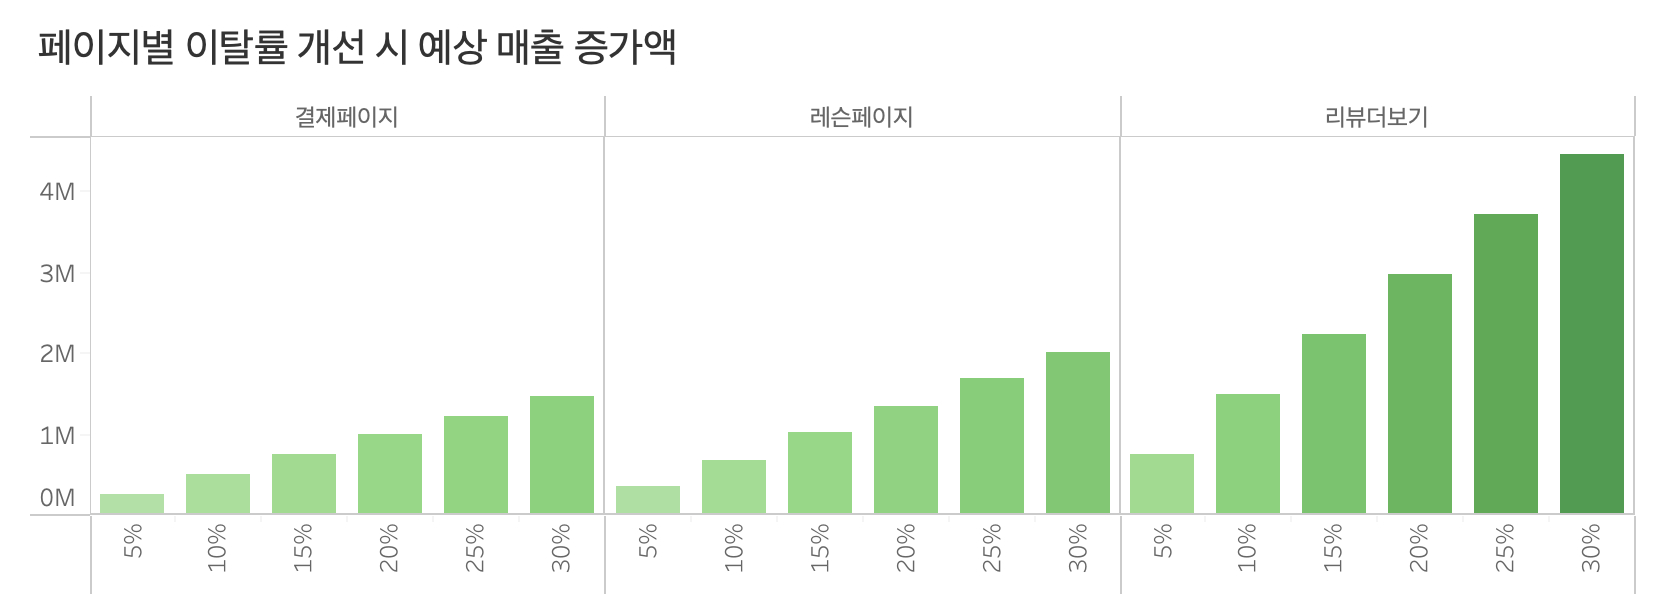 페이지별 이탈률 개선 시 예상 매출 증가액
결제페이지 레슨페이지 리뷰더보기
4M
3M
2M
1M
0M
5% 10% 15% 20% 25% 30% 5% 10% 15% 20% 25% 30% 5% 10% 15% 20% 25% 30%